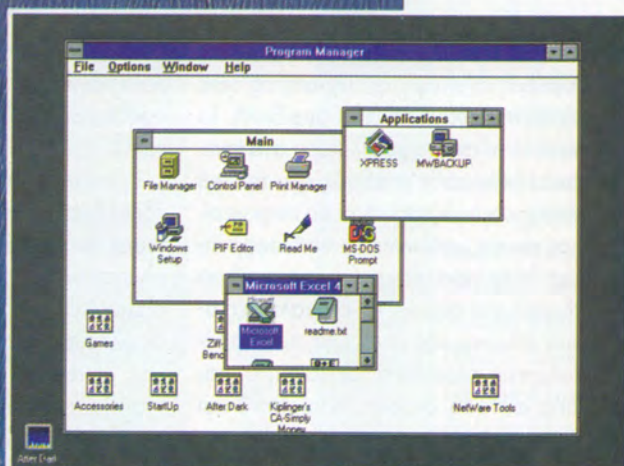 Program Manager
File Options Window Help
Applications
XPRESS MWBACKUP
Main
File Manager Control Panel Print Manager
Windows Setup
PIF Editor
Read Me
MS-DOS Prompt
Microsoft Excel 4
Microsoft Excel
readme.txt
Games
Accessories StartUp After Dark Kiplinger's CA-Simply Money
NetWare Tools
After Dark